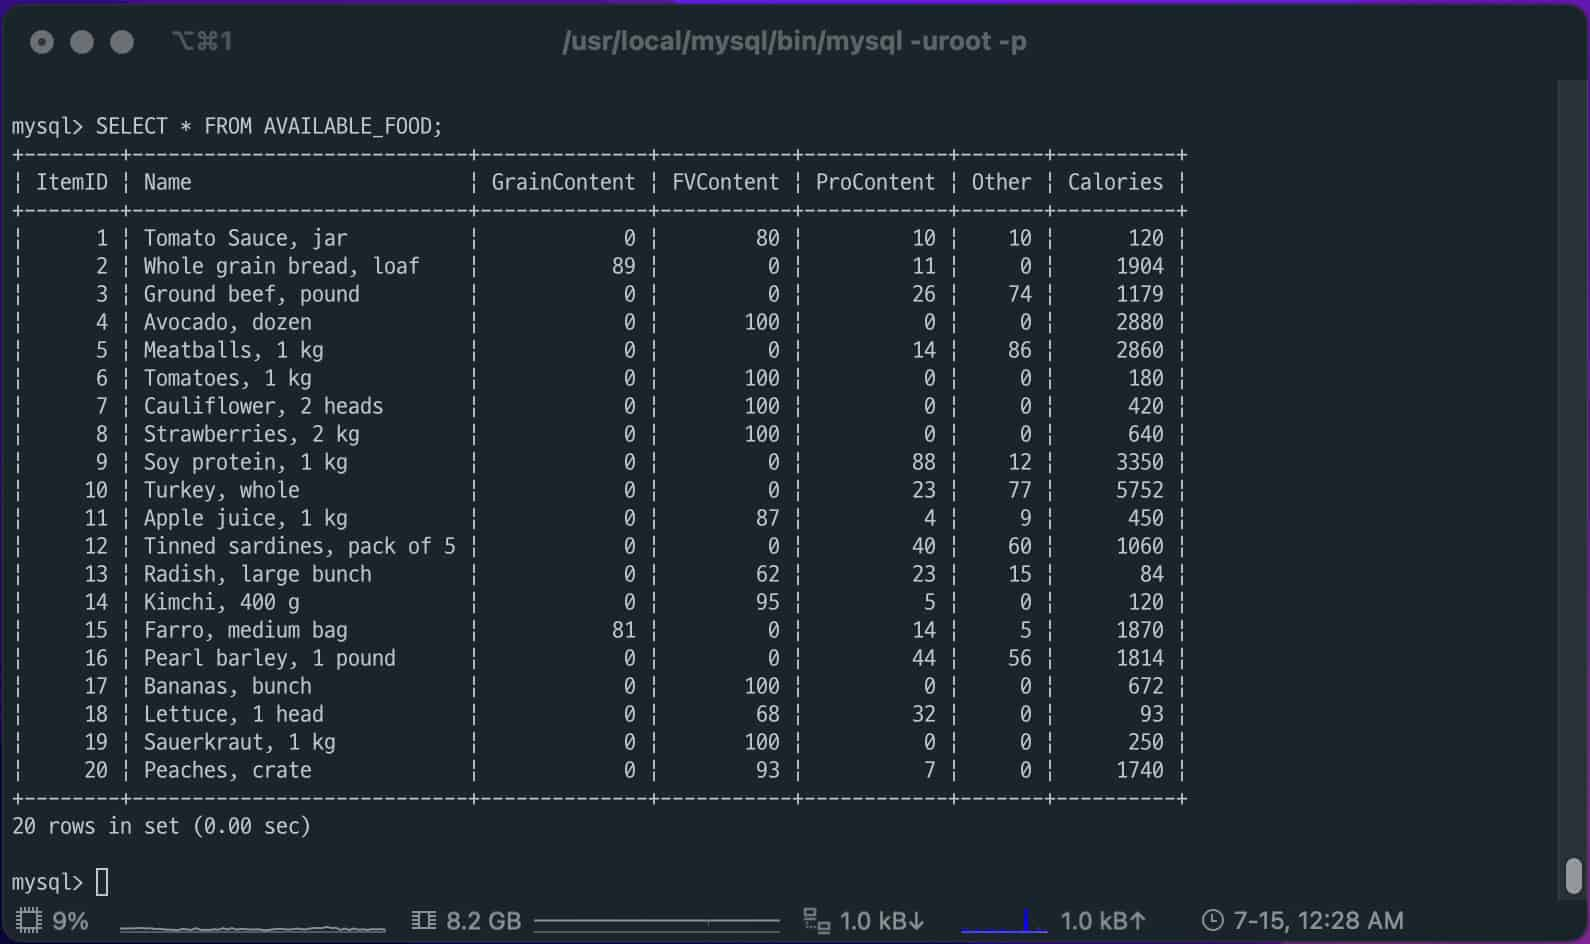 ⌥⌘1 /usr/local/mysql/bin/mysql -uroot -p
mysql> SELECT * FROM AVAILABLE_FOOD;
+--------+----------------------------+--------------+-----------+------------+-------+----------+
| ItemID | Name                       | GrainContent | FVContent | ProContent | Other | Calories |
+--------+----------------------------+--------------+-----------+------------+-------+----------+
|      1 | Tomato Sauce, jar          |            0 |        80 |         10 |    10 |      120 |
|      2 | Whole grain bread, loaf    |           89 |         0 |         11 |     0 |     1904 |
|      3 | Ground beef, pound         |            0 |         0 |         26 |    74 |     1179 |
|      4 | Avocado, dozen             |            0 |       100 |          0 |     0 |     2880 |
|      5 | Meatballs, 1 kg            |            0 |         0 |         14 |    86 |     2860 |
|      6 | Tomatoes, 1 kg             |            0 |       100 |          0 |     0 |      180 |
|      7 | Cauliflower, 2 heads       |            0 |       100 |          0 |     0 |      420 |
|      8 | Strawberries, 2 kg         |            0 |       100 |          0 |     0 |      640 |
|      9 | Soy protein, 1 kg          |            0 |         0 |         88 |    12 |     3350 |
|     10 | Turkey, whole              |            0 |         0 |         23 |    77 |     5752 |
|     11 | Apple juice, 1 kg          |            0 |        87 |          4 |     9 |      450 |
|     12 | Tinned sardines, pack of 5 |            0 |         0 |         40 |    60 |     1060 |
|     13 | Radish, large bunch        |            0 |        62 |         23 |    15 |       84 |
|     14 | Kimchi, 400 g              |            0 |        95 |          5 |     0 |      120 |
|     15 | Farro, medium bag          |           81 |         0 |         14 |     5 |     1870 |
|     16 | Pearl barley, 1 pound      |            0 |         0 |         44 |    56 |     1814 |
|     17 | Bananas, bunch             |            0 |       100 |          0 |     0 |      672 |
|     18 | Lettuce, 1 head            |            0 |        68 |         32 |     0 |       93 |
|     19 | Sauerkraut, 1 kg           |            0 |       100 |          0 |     0 |      250 |
|     20 | Peaches, crate             |            0 |        93 |          7 |     0 |     1740 |
+--------+----------------------------+--------------+-----------+------------+-------+----------+
20 rows in set (0.00 sec)
mysql>
9% 8.2 GB 1.0 kB↓ 1.0 kB↑ 7-15, 12:28 AM